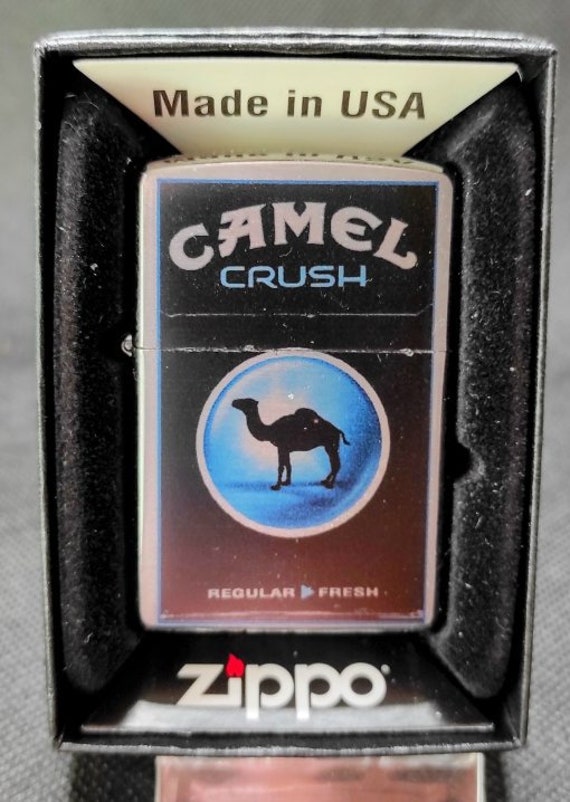 Made in USA
CAMEL
CRUSH
REGULAR FRESH
zippo